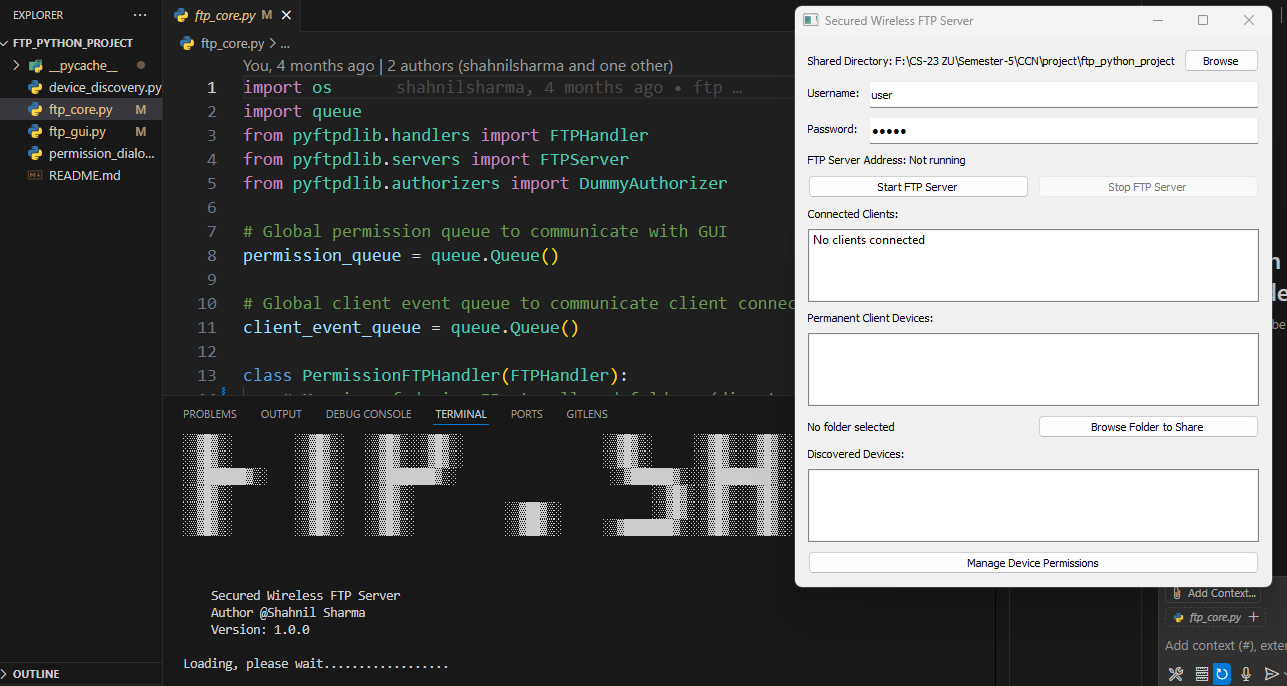 EXPLORER
FTP_PYTHON_PROJECT
__pycache__
device_discovery.py
ftp_core.py M
ftp_gui.py M
permission_dialo...
README.md
OUTLINE
ftp_core.py M
ftp_core.py > ...
You, 4 months ago | 2 authors (shahnilsharma and one other)
1 import os shahnilsharma, 4 months ago • ftp …
2 import queue
3 from pyftpdlib.handlers import FTPHandler
4 from pyftpdlib.servers import FTPServer
5 from pyftpdlib.authorizers import DummyAuthorizer
6
7 # Global permission queue to communicate with GUI
8 permission_queue = queue.Queue()
9
10 # Global client event queue to communicate client connec
11 client_event_queue = queue.Queue()
12
13 class PermissionFTPHandler(FTPHandler):
PROBLEMS OUTPUT DEBUG CONSOLE TERMINAL PORTS GITLENS
FTP.SH
Secured Wireless FTP Server
Author @Shahnil Sharma
Version: 1.0.0
Loading, please wait..................
Secured Wireless FTP Server
Shared Directory: F:\CS-23 ZU\Semester-5\CCN\project\ftp_python_project
Browse
Username: user
Password: •••••
FTP Server Address: Not running
Start FTP Server Stop FTP Server
Connected Clients:
No clients connected
Permanent Client Devices:
No folder selected Browse Folder to Share
Discovered Devices:
Manage Device Permissions
Add Context...
ftp_core.py +
Add context (#), exte